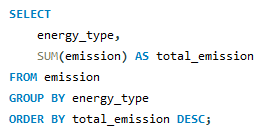 SELECT
    energy_type,
    SUM(emission) AS total_emission
FROM emission
GROUP BY energy_type
ORDER BY total_emission DESC;